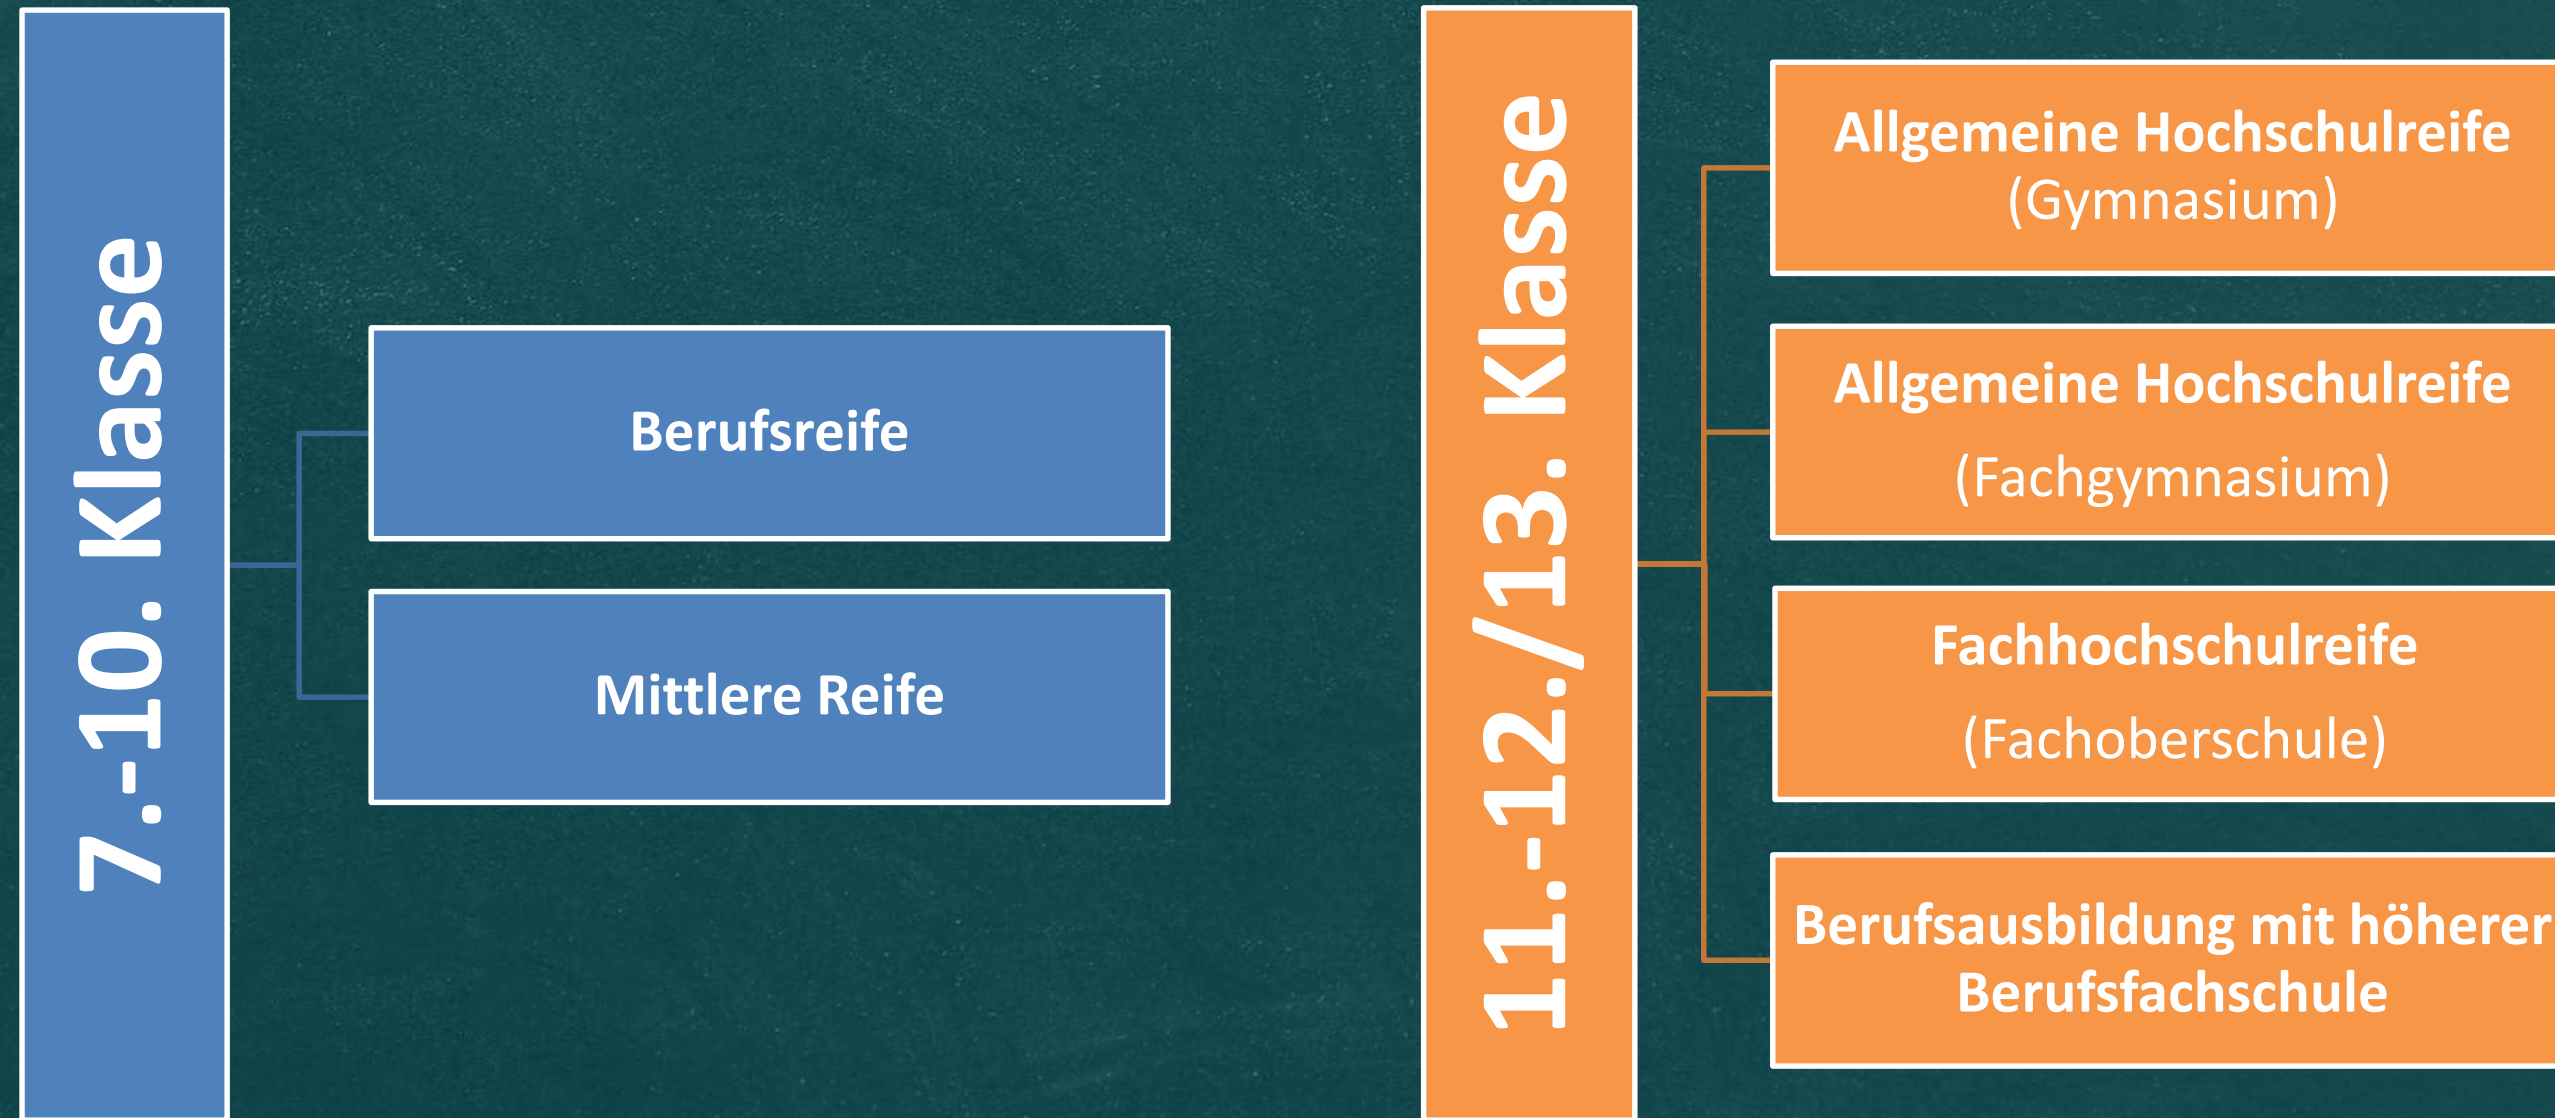 7.-10. Klasse
Berufsreife
Mittlere Reife
11.-12./13. Klasse
Allgemeine Hochschulreife
(Gymnasium)
Allgemeine Hochschulreife
(Fachgymnasium)
Fachhochschulreife
(Fachoberschule)
Berufsausbildung mit höherer
Berufsfachschule